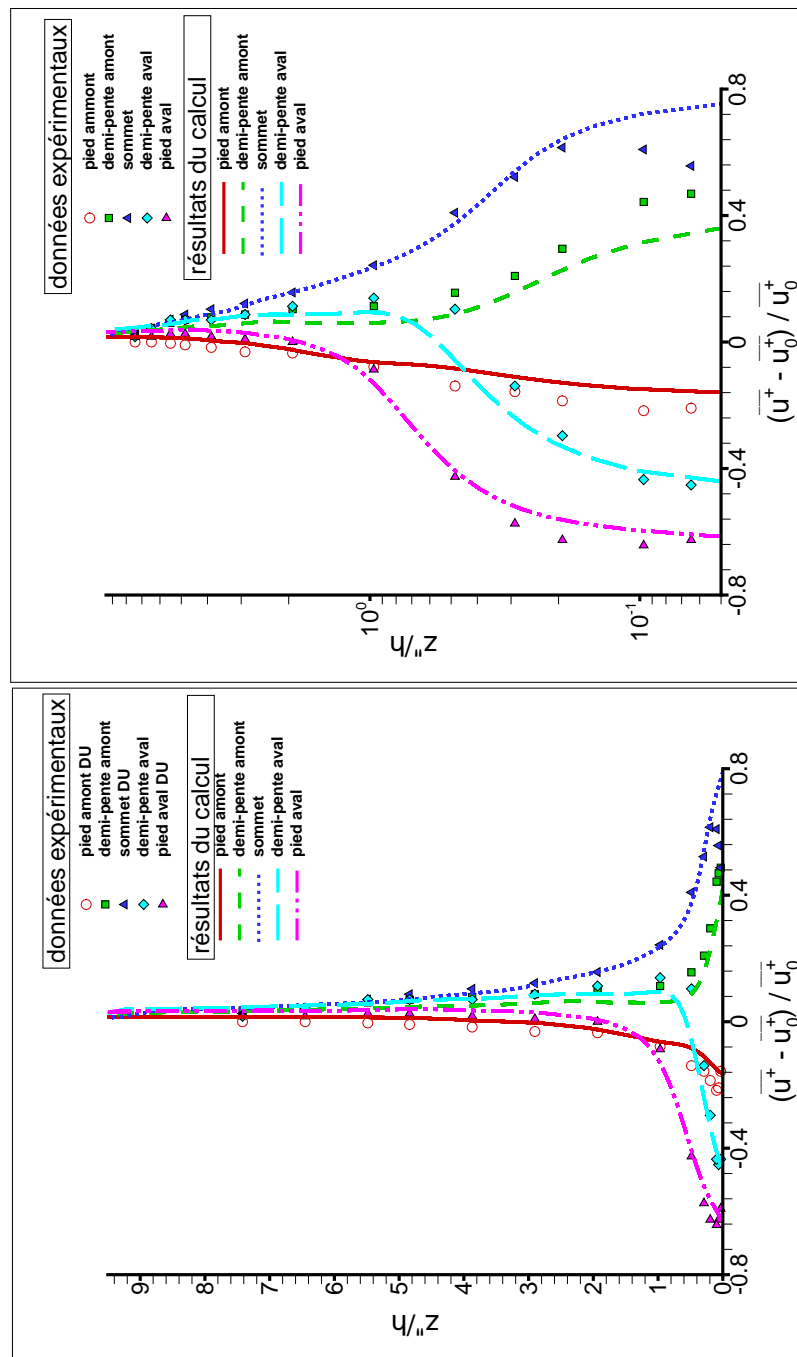 données expérimentaux
pied amont DU
demi-pente amont
sommet DU
demi-pente aval
pied aval DU
résultats du calcul
pied amont
demi-pente amont
sommet
demi-pente aval
pied aval
z''/h
0
1
2
3
4
5
6
7
8
9
-0.8
-0.4
0
0.4
0.8
(u⁺ - u₀⁺) / u₀⁺
données expérimentaux
pied ammont
demi-pente amont
sommet
demi-pente aval
pied aval
résultats du calcul
pied amont
demi-pente amont
sommet
demi-pente aval
pied aval
z''/h
10⁻¹
10⁰
-0.8
-0.4
0
0.4
0.8
(u⁺ - u₀⁺) / u₀⁺